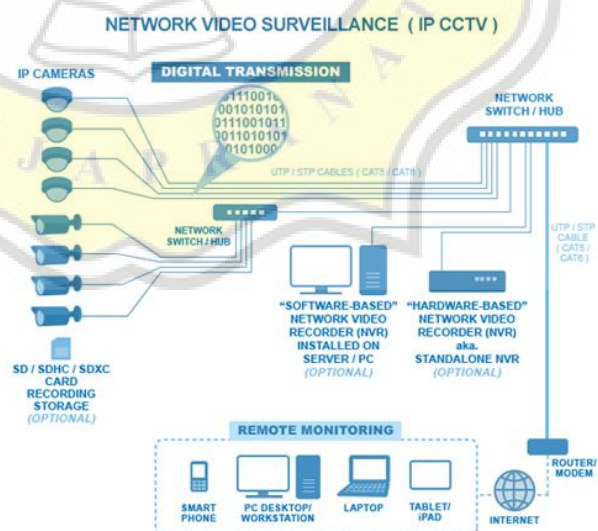 NETWORK VIDEO SURVEILLANCE ( IP CCTV )
IP CAMERAS
DIGITAL TRANSMISSION
NETWORK
SWITCH / HUB
UTP / STP CABLES ( CAT5 / CAT6 )
NETWORK
SWITCH / HUB
UTP / STP
CABLE
( CAT5 /
CAT6 )
"SOFTWARE-BASED"
NETWORK VIDEO
RECORDER (NVR)
INSTALLED ON
SERVER / PC
(OPTIONAL)
"HARDWARE-BASED"
NETWORK VIDEO
RECORDER (NVR)
aka.
STANDALONE NVR
(OPTIONAL)
SD / SDHC / SDXC
CARD
RECORDING
STORAGE
(OPTIONAL)
REMOTE MONITORING
SMART
PHONE
PC DESKTOP/
WORKSTATION
LAPTOP
TABLET/
iPAD
INTERNET
ROUTER/
MODEM